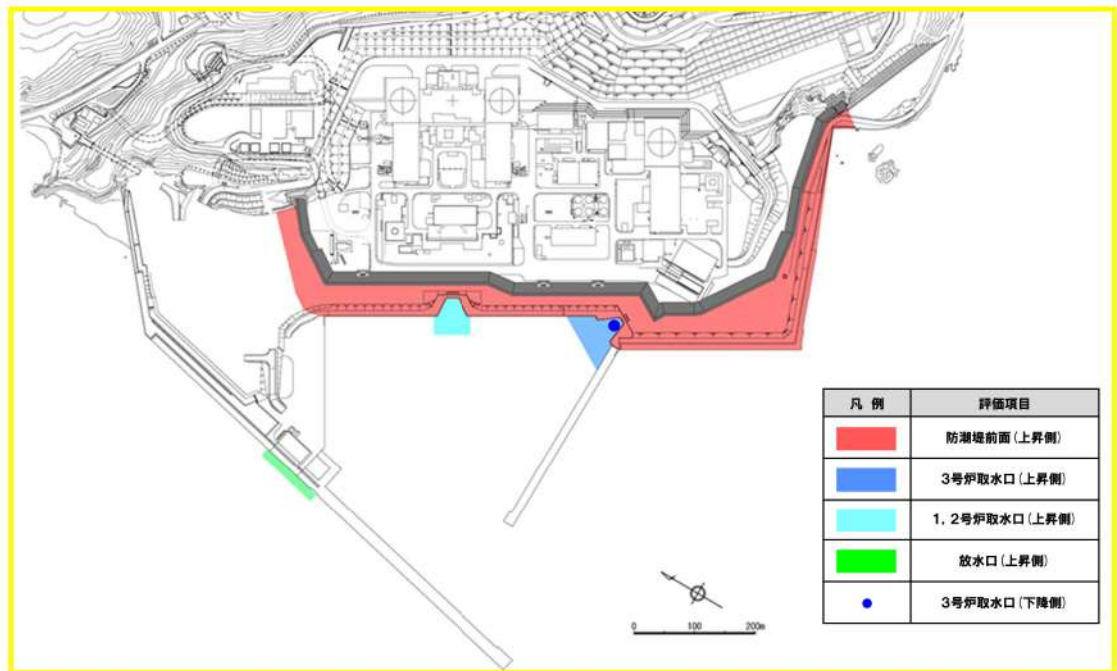 凡 例 評価項目
防潮堤前面(上昇側)
3号炉取水口(上昇側)
1, 2号炉取水口(上昇側)
放水口(上昇側)
3号炉取水口(下降側)
0 100 200m